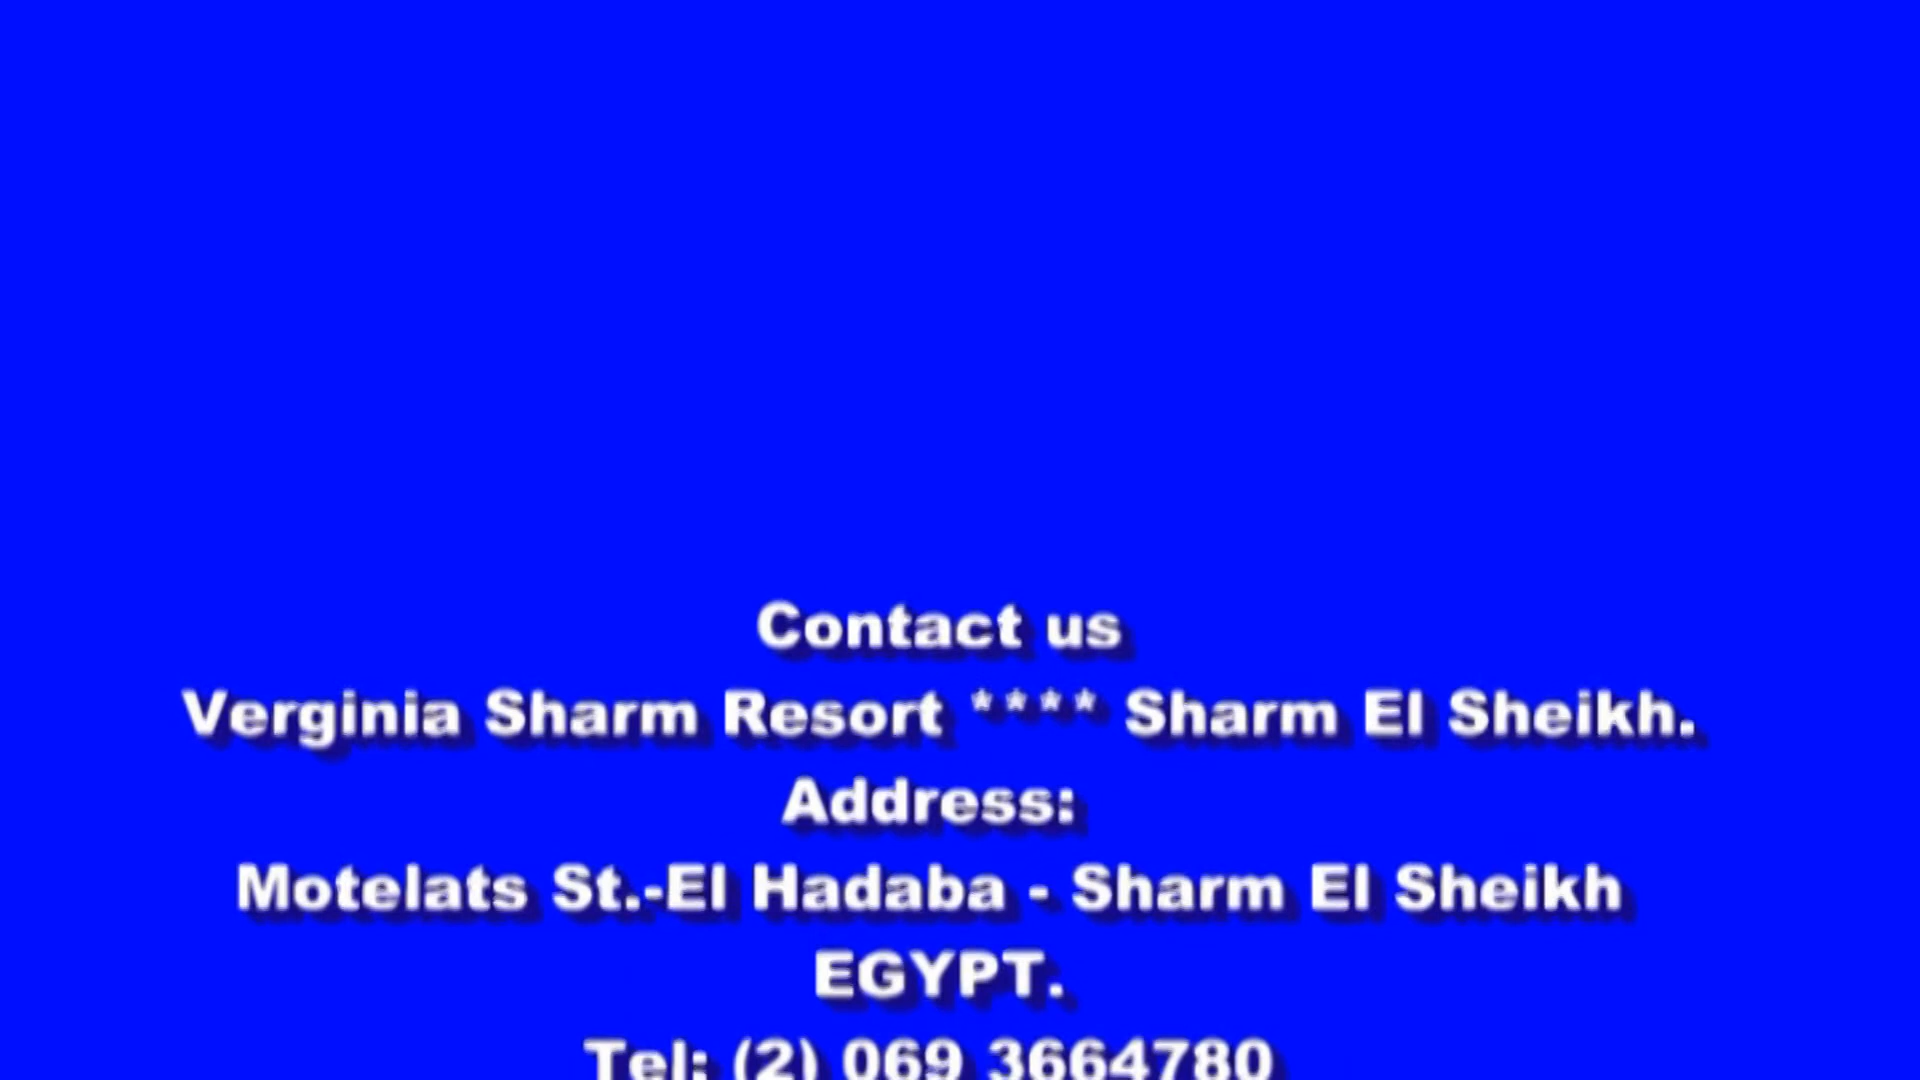 Contact us
Verginia Sharm Resort **** Sharm El Sheikh.
Address:
Motelats St.-El Hadaba - Sharm El Sheikh
EGYPT.
Tel: (2) 069 3664780